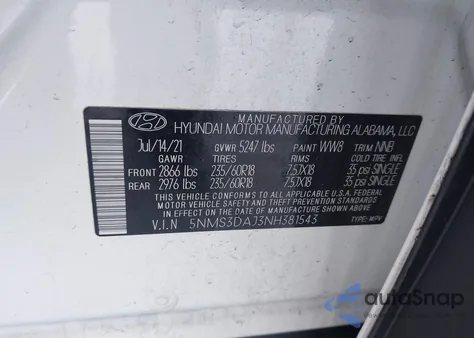 MANUFACTURED BY
HYUNDAI MOTOR MANUFACTURING ALABAMA, LLC
Jul/14/21 GVWR 5247 lbs PAINT WW8 TRIM NNB
GAWR TIRES RIMS COLD TIRE INFL.
FRONT 2866 lbs 235/60R18 7.5JX18 35 psi SINGLE
REAR 2976 lbs 235/60R18 7.5JX18 35 psi SINGLE
THIS VEHICLE CONFORMS TO ALL APPLICABLE U.S. FEDERAL
MOTOR VEHICLE SAFETY AND THEFT PREVENTION STANDARDS
IN EFFECT ON THE DATE OF MANUFACTURE SHOWN ABOVE.
V.I.N 5NMS3DAJ3NH381543 TYPE: MPV
autoSnap
www.autosnap.com